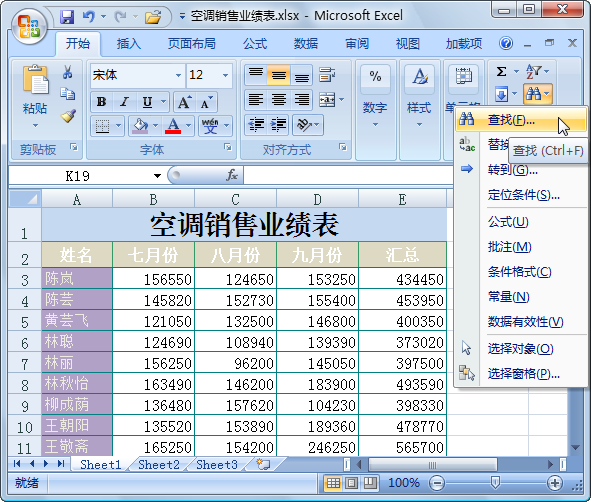 空调销售业绩表.xlsx - Microsoft Excel
开始 插入 页面布局 公式 数据 审阅 视图 加载项
粘贴
剪贴板
宋体 12
B I U A A
A 文
字体
对齐方式
% 数字
样式
单元格
Σ
查找(F)...
替换
查找 (Ctrl+F)
转到(G)...
定位条件(S)...
公式(U)
批注(M)
条件格式(C)
常量(N)
数据有效性(V)
选择对象(O)
选择窗格(P)...
K19 fx
A B C D E
1 空调销售业绩表
2 姓名 七月份 八月份 九月份 汇总
3 陈岚 156550 124650 153250 434450
4 陈芸 145820 152730 155400 453950
5 黄芸飞 121050 132500 146800 400350
6 林聪 124690 108940 139390 373020
7 林丽 156250 96200 145050 397500
8 林秋怡 163490 146200 183900 493590
9 柳成荫 136480 157620 104230 398330
10 王朝阳 135520 153890 189360 478770
11 王敬斋 165250 154200 246250 565700
Sheet1 Sheet2 Sheet3
就绪 100%